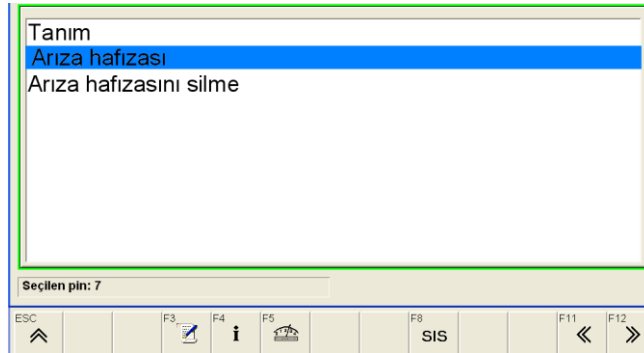 Tanım
Arıza hafızası
Arıza hafızasını silme
Seçilen pin: 7
ESC F3 F4 F5 F8 F11 F12
i SIS